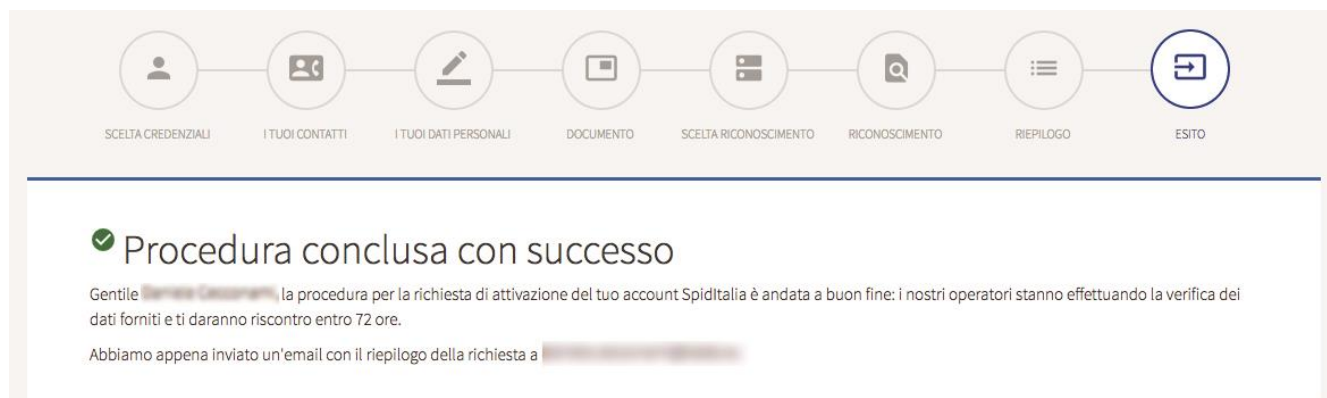 SCELTA CREDENZIALI I TUOI CONTATTI I TUOI DATI PERSONALI DOCUMENTO SCELTA RICONOSCIMENTO RICONOSCIMENTO RIEPILOGO ESITO
Procedura conclusa con successo
Gentile , la procedura per la richiesta di attivazione del tuo account SpidItalia è andata a buon fine: i nostri operatori stanno effettuando la verifica dei
dati forniti e ti daranno riscontro entro 72 ore.
Abbiamo appena inviato un'email con il riepilogo della richiesta a